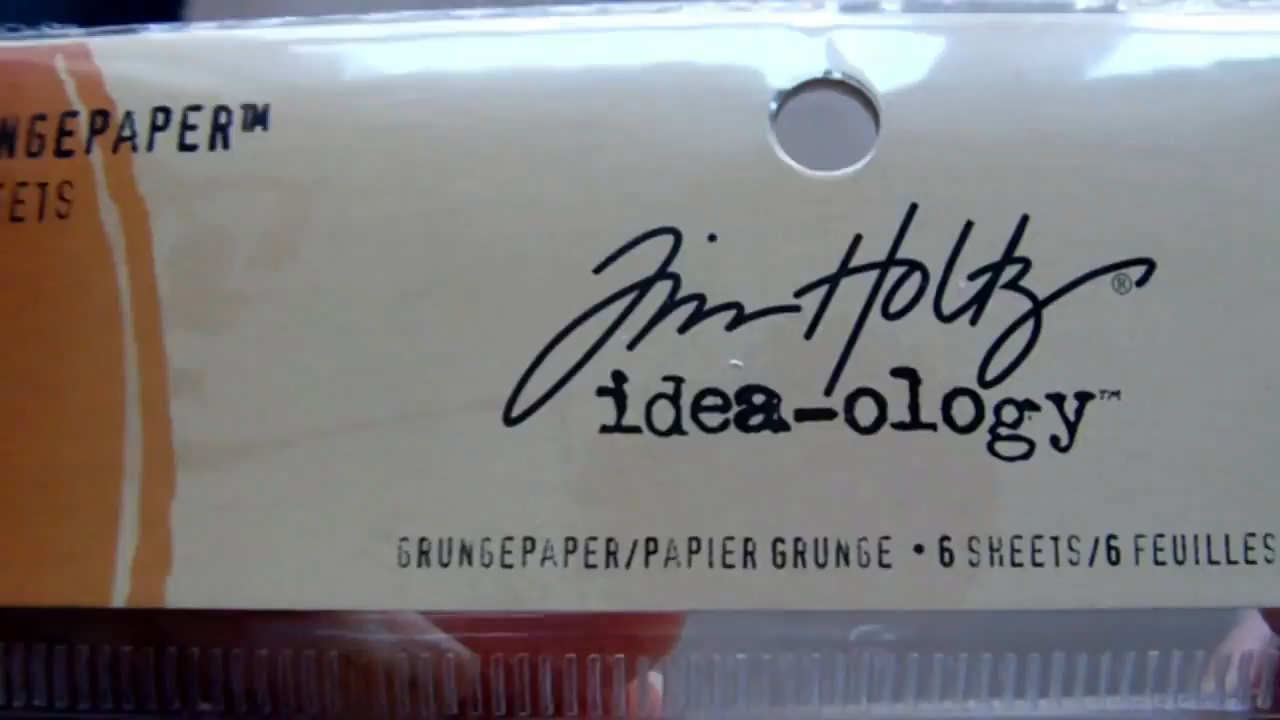 NGEPAPER™
EETS
Tim Holtz®
idea-ology™
GRUNGEPAPER/PAPIER GRUNGE • 6 SHEETS/6 FEUILLES